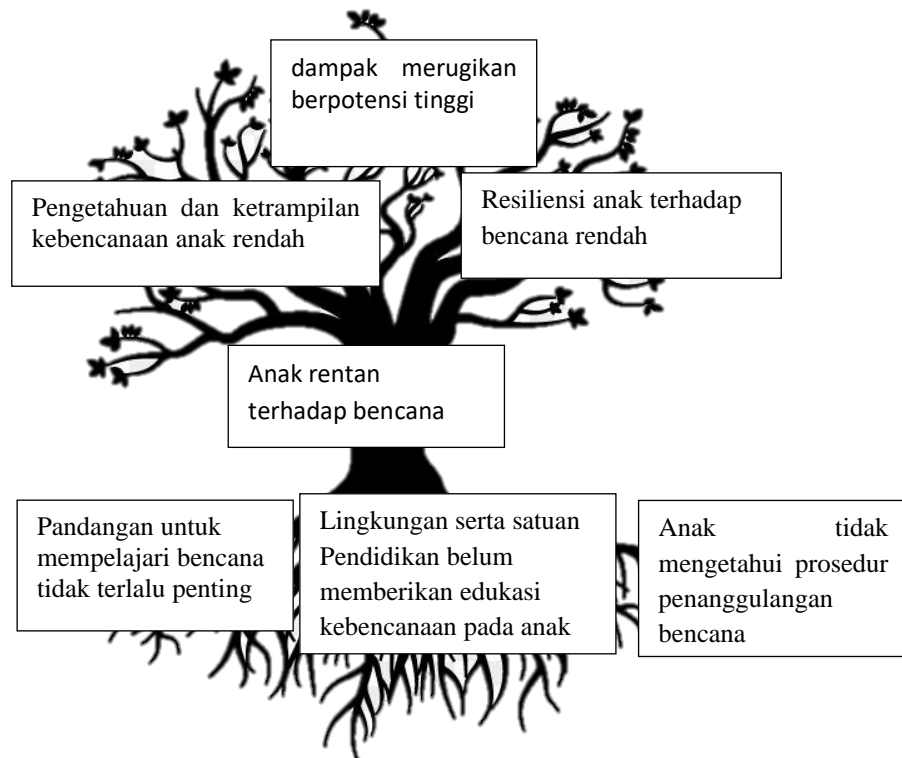 dampak merugikan
berpotensi tinggi
Pengetahuan dan ketrampilan
kebencanaan anak rendah
Resiliensi anak terhadap
bencana rendah
Anak rentan
terhadap bencana
Pandangan untuk
mempelajari bencana
tidak terlalu penting
Lingkungan serta satuan
Pendidikan belum
memberikan edukasi
kebencanaan pada anak
Anak tidak
mengetahui prosedur
penanggulangan
bencana